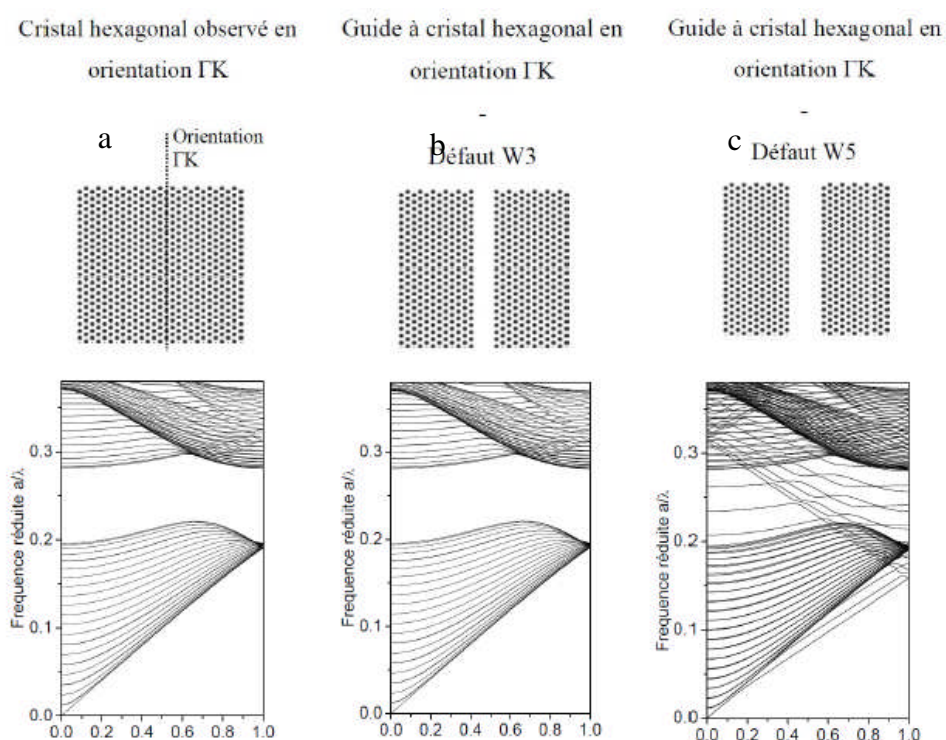 Cristal hexagonal observé en
orientation ΓK
Guide à cristal hexagonal en
orientation ΓK
-
Défaut W3
Guide à cristal hexagonal en
orientation ΓK
-
Défaut W5
a
Orientation
ΓK
b
c
Frequence réduite a/λ
0.3
0.2
0.1
0.0
0.0 0.2 0.4 0.6 0.8 1.0
Frequence réduite a/λ
0.3
0.2
0.1
0.0
0.0 0.2 0.4 0.6 0.8 1.0
Frequence réduite a/λ
0.3
0.2
0.1
0.0
0.0 0.2 0.4 0.6 0.8 1.0